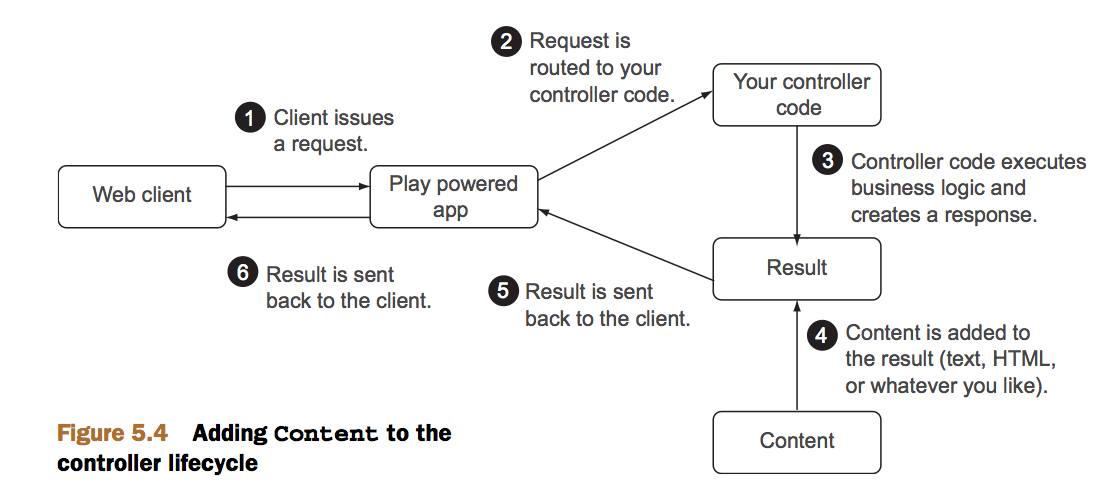 1 Client issues
a request.
2 Request is
routed to your
controller code.
Your controller
code
3 Controller code executes
business logic and
creates a response.
Web client
Play powered
app
Result
6 Result is sent
back to the client.
5 Result is sent
back to the client.
4 Content is added to
the result (text, HTML,
or whatever you like).
Content
Figure 5.4 Adding Content to the
controller lifecycle